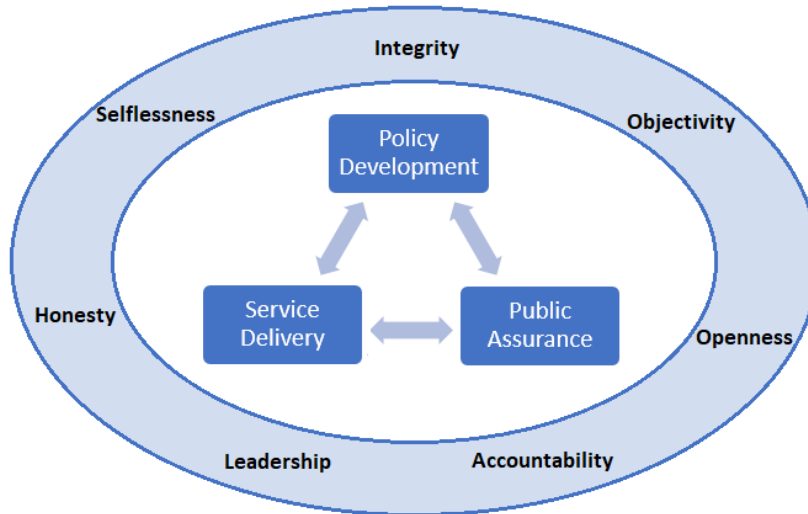 Integrity
Selflessness
Objectivity
Policy
Development
Service
Delivery
Public
Assurance
Honesty
Openness
Leadership
Accountability